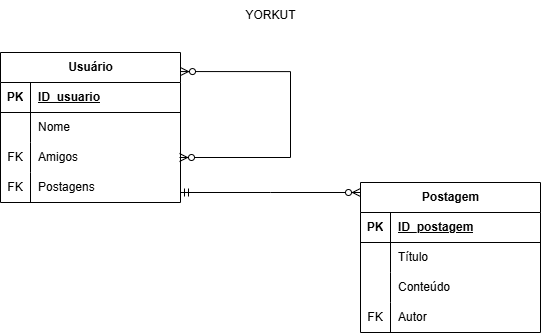 YORKUT
Usuário
PK ID_usuario
Nome
FK Amigos
FK Postagens
Postagem
PK ID_postagem
Título
Conteúdo
FK Autor